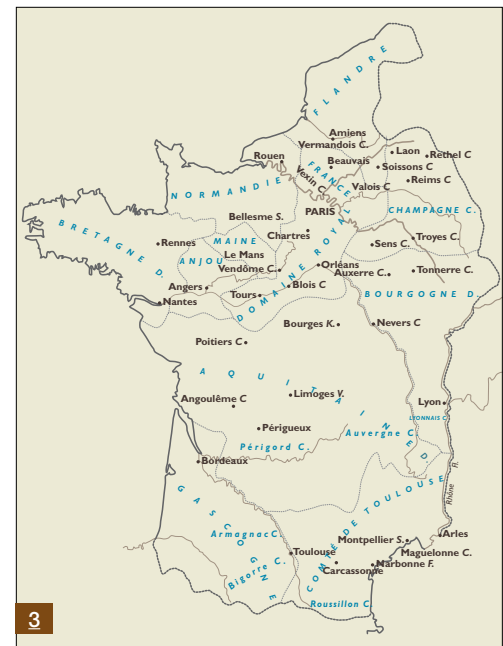 FLANDRE
Amiens
Vermandois C.
Laon
Rethel C
Rouen
Beauvais
Soissons C
Vexin C.
FRANCE
Reims C
NORMANDIE
Valois C
PARIS
CHAMPAGNE C.
Bellesme S.
BRETAGNE D.
Rennes
MAINE
Chartres
Sens C.
Troyes C.
ANJOU
Le Mans
DOMAINE ROYAL
Orléans
Vendôme C.
Auxerre C.
Tonnerre C.
Angers
Tours
Blois C
BOURGOGNE D.
Nantes
Bourges K.
Nevers C
Poitiers C
AQUITAINE D.
Limoges V.
Angoulême C
Lyon
LYONNAIS C.
Périgueux
Auvergne C.
Périgord C.
Bordeaux
Rhône R.
GASCOGNE
COMTÉ DE TOULOUSE
Armagnac C.
Montpellier S.
Arles
Toulouse
Maguelonne C.
Bigorre C.
Carcassonne
Narbonne F.
Roussillon C.
3